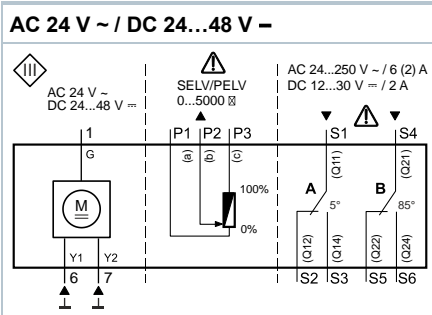 AC 24 V ~ / DC 24...48 V ⎓
III
AC 24 V ~
DC 24...48 V ⎓
SELV/PELV
0...5000 
AC 24...250 V ~ / 6 (2) A
DC 12...30 V ⎓ / 2 A
1
P1 P2 P3
S1 S4
G
(a) (b) (c)
(Q11) (Q21)
M
100%
0%
A
5°
B
85°
Y1 Y2
(Q12) (Q14) (Q22) (Q24)
6 7
S2 S3 S5 S6